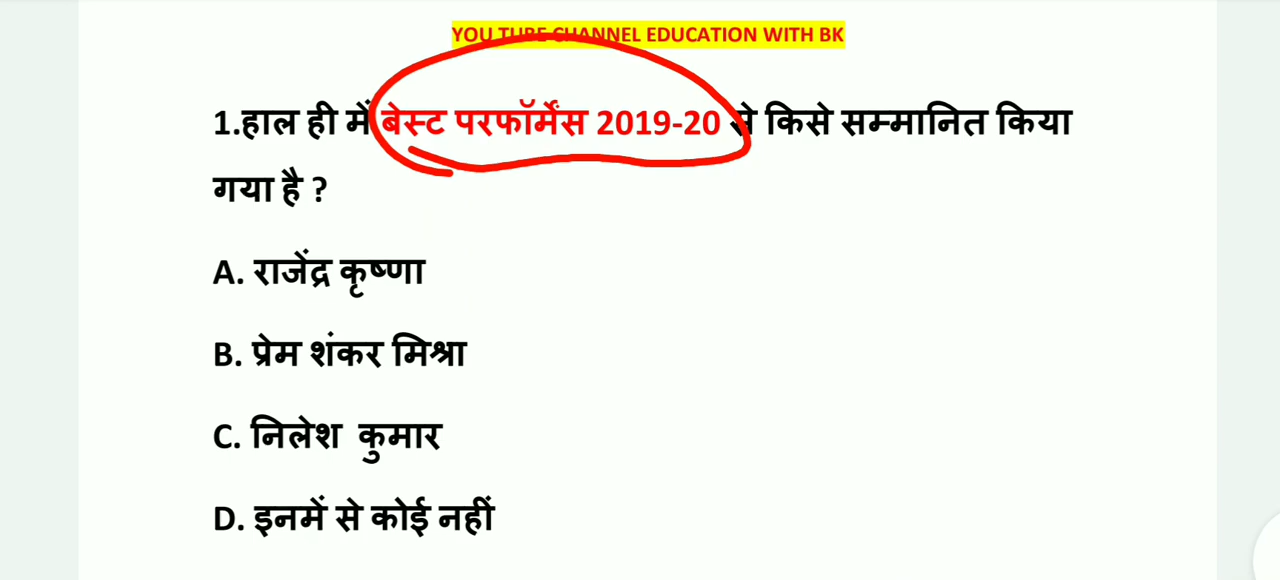 YOU TUBE CHANNEL EDUCATION WITH BK
1.हाल ही में बेस्ट परफॉर्मेंस 2019-20 से किसे सम्मानित किया
गया है ?
A. राजेंद्र कृष्णा
B. प्रेम शंकर मिश्रा
C. निलेश कुमार
D. इनमें से कोई नहीं